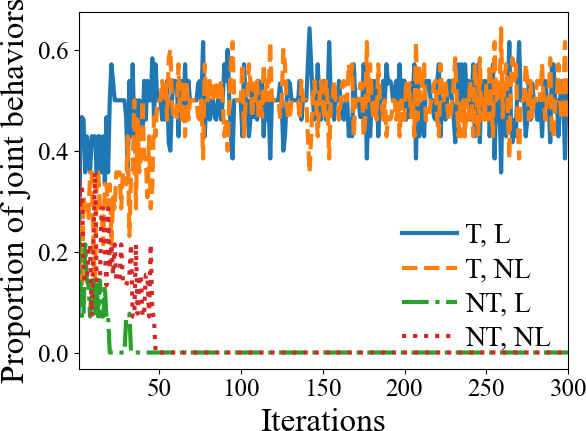 Proportion of joint behaviors
0.6
0.4
0.2
0.0
T, L
T, NL
NT, L
NT, NL
50
100
150
200
250
300
Iterations